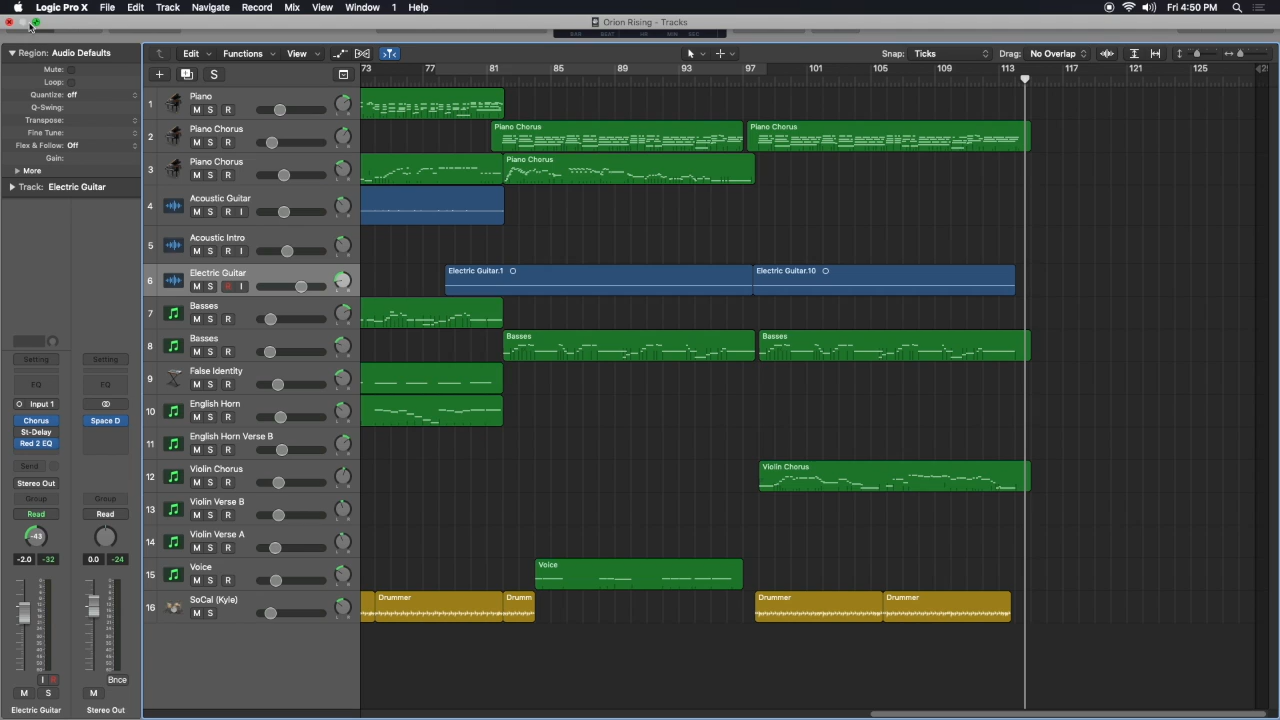 Logic Pro X File Edit Track Navigate Record Mix View Window 1 Help Fri 4:50 PM
Orion Rising - Tracks
BAR BEAT HR MIN SEC
Region: Audio Defaults
Mute:
Loop:
Quantize: off
Q-Swing:
Transpose:
Fine Tune:
Flex & Follow: Off
Gain:
More
Track: Electric Guitar
Edit Functions View Snap: Ticks Drag: No Overlap
73 77 81 85 89 93 97 101 105 109 113 117 121 125
S
1 Piano
M S R
2 Piano Chorus
M S R
Piano Chorus Piano Chorus
3 Piano Chorus
M S R
Piano Chorus
4 Acoustic Guitar
M S R I
5 Acoustic Intro
M S R I
6 Electric Guitar
M S R I
Electric Guitar.1 Electric Guitar.10
7 Basses
M S R
8 Basses
M S R
Basses Basses
9 False Identity
M S R
10 English Horn
M S R
11 English Horn Verse B
M S R
12 Violin Chorus
M S R
Violin Chorus
13 Violin Verse B
M S R
14 Violin Verse A
M S R
15 Voice
M S R
Voice
16 SoCal (Kyle)
M S
Drummer Drumm Drummer Drummer
Setting Setting
EQ EQ
Input 1
Chorus Space D
St-Delay
Red 2 EQ
Send
Stereo Out
Group Group
Read Read
-43
-2.0 -32 0.0 -24
I R Bnce
M S M
Electric Guitar Stereo Out